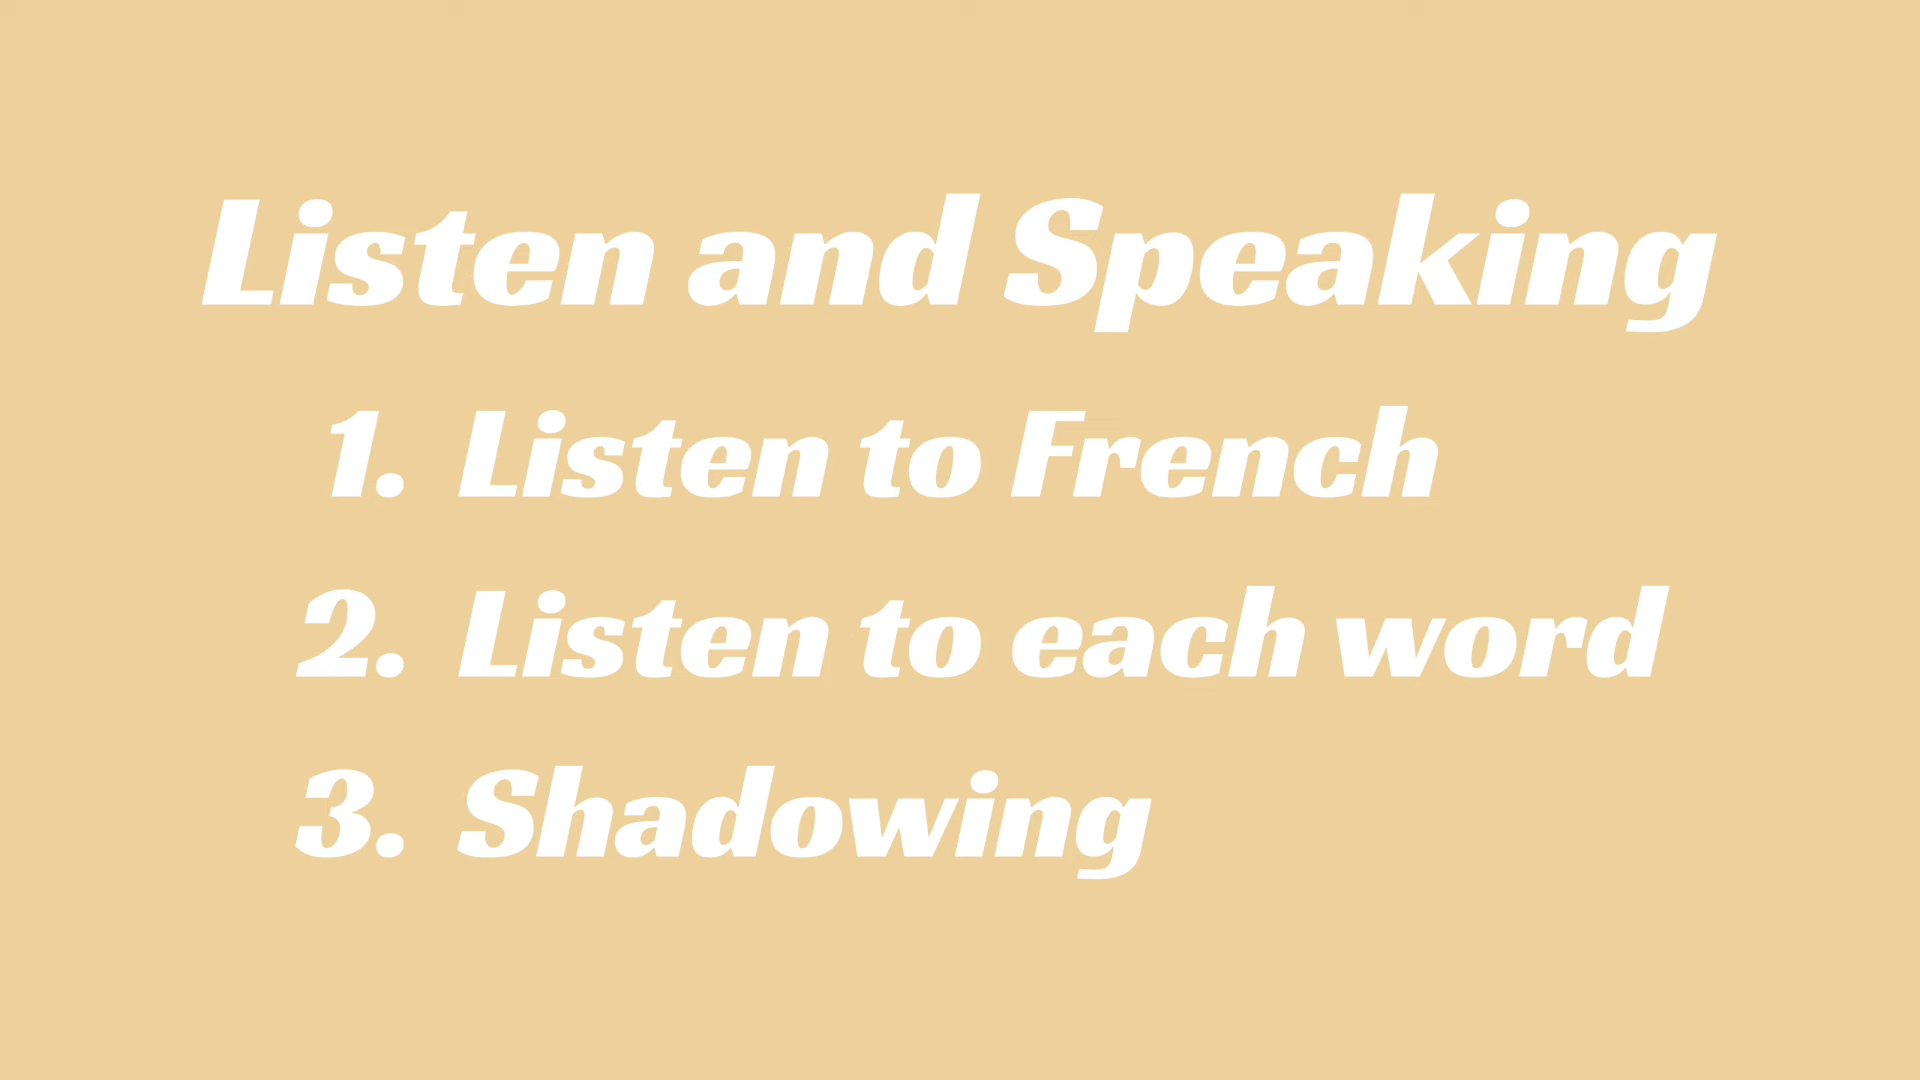 Listen and Speaking
1. Listen to French
2. Listen to each word
3. Shadowing